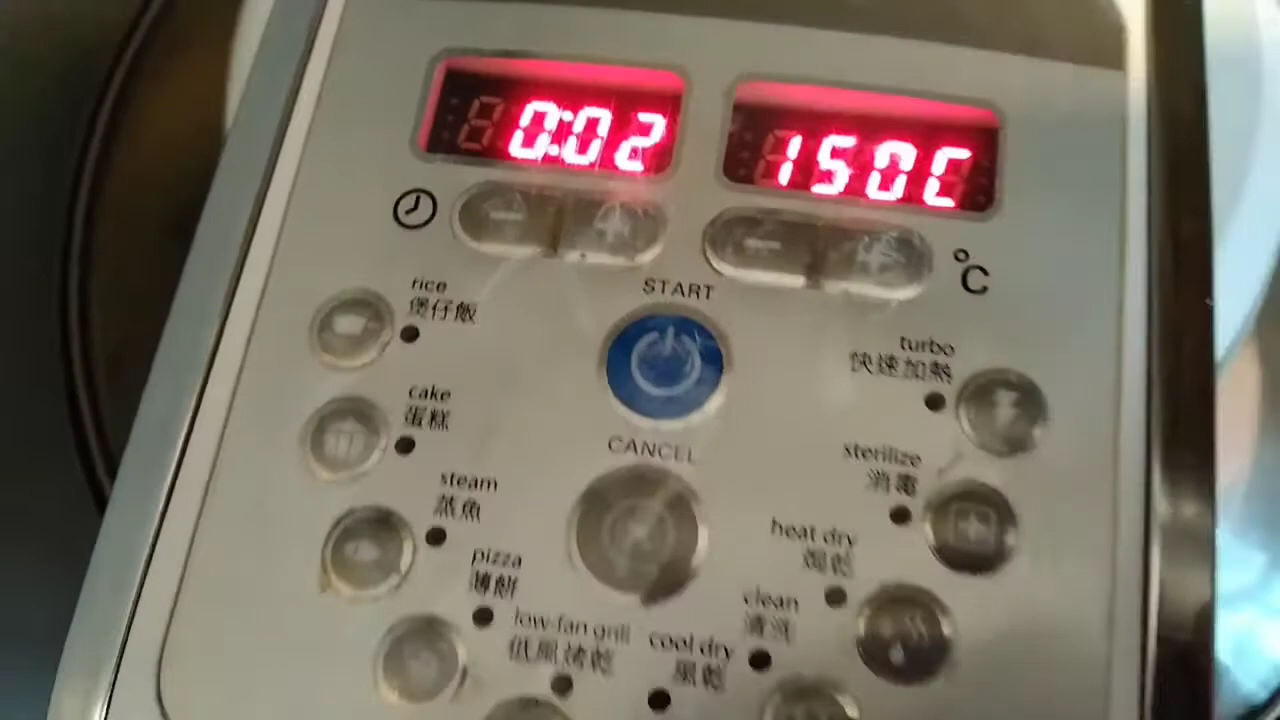 0:02
150C
°C
START
rice
煲仔飯
turbo
快速加熱
cake
蛋糕
CANCEL
sterilize
消毒
steam
蒸魚
heat dry
焗乾
pizza
薄餅
clean
清洗
low-fan grill
低風烤乾
cool dry
風乾